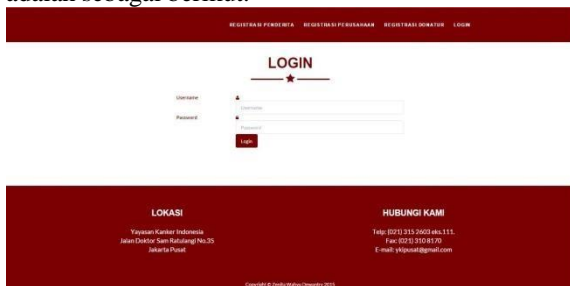 adalah sebagai berikut.
REGISTRASI PENDERITA REGISTRASI PERUSAHAAN REGISTRASI DONATUR LOGIN
LOGIN
Username
Username
Password
Password
Login
LOKASI
Yayasan Kanker Indonesia
Jalan Doktor Sam Ratulangi No.35
Jakarta Pusat
HUBUNGI KAMI
Telp: (021) 315 2603 eks.111.
Fax: (021) 310 8170
E-mail: ykipusat@gmail.com
Copyright ©
2015